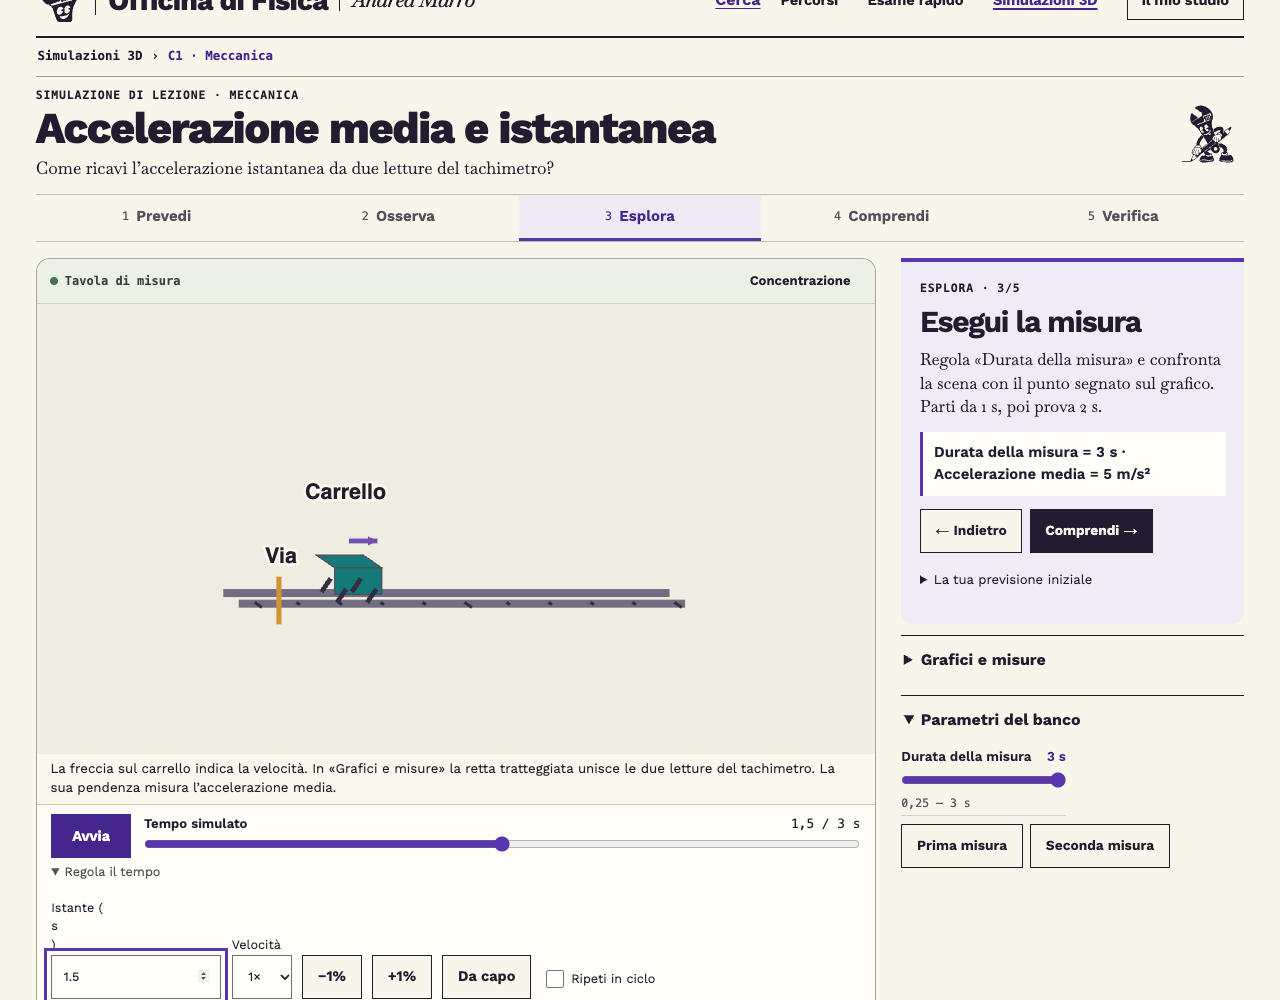 Officina di Fisica
Andrea Marro
Cerca
Percorsi
Esame rapido
Simulazioni 3D
Il mio studio
Simulazioni 3D › C1 · Meccanica
SIMULAZIONE DI LEZIONE · MECCANICA
Accelerazione media e istantanea
Come ricavi l’accelerazione istantanea da due letture del tachimetro?
1 Prevedi
2 Osserva
3 Esplora
4 Comprendi
5 Verifica
Tavola di misura
Concentrazione
Carrello
Via
La freccia sul carrello indica la velocità. In «Grafici e misure» la retta tratteggiata unisce le due letture del tachimetro. La
sua pendenza misura l’accelerazione media.
Avvia
Tempo simulato
1,5 / 3 s
▼ Regola il tempo
Istante (
s
)
1.5
Velocità
1×
−1%
+1%
Da capo
Ripeti in ciclo
ESPLORA · 3/5
Esegui la misura
Regola «Durata della misura» e confronta
la scena con il punto segnato sul grafico.
Parti da 1 s, poi prova 2 s.
Durata della misura = 3 s ·
Accelerazione media = 5 m/s²
← Indietro
Comprendi →
▶ La tua previsione iniziale
▶ Grafici e misure
▼ Parametri del banco
Durata della misura 3 s
0,25 — 3 s
Prima misura
Seconda misura